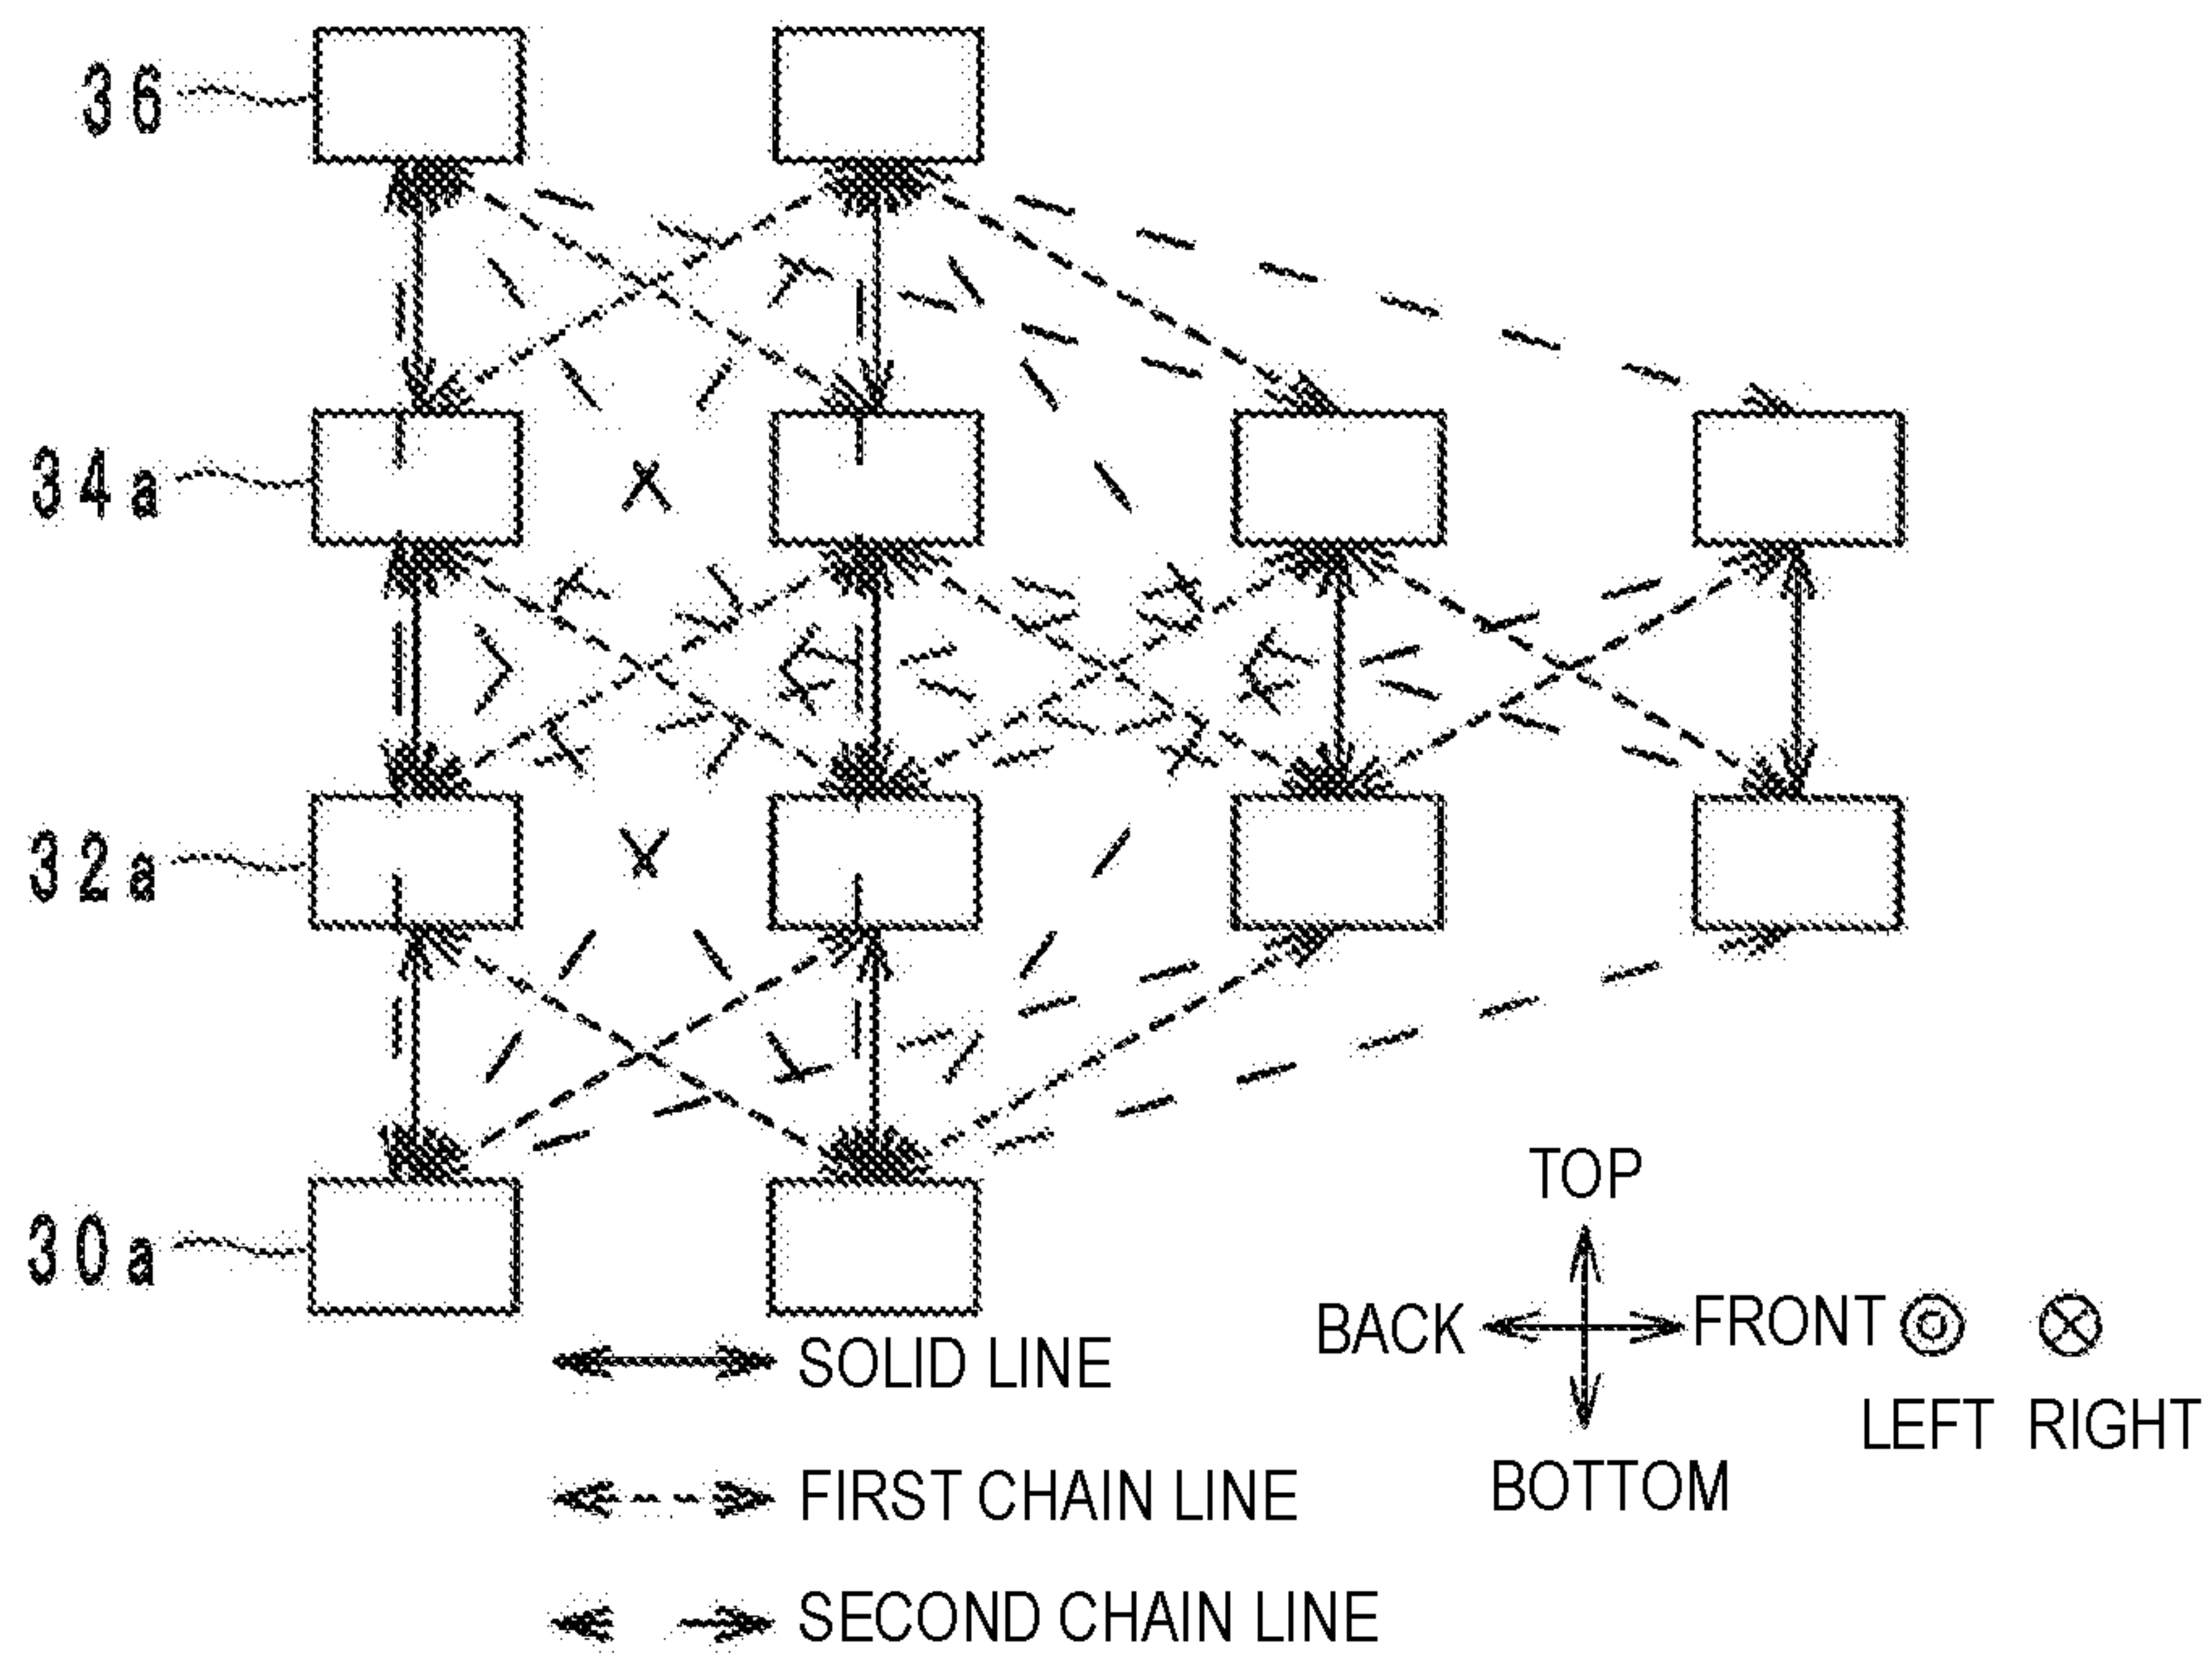 36
34a
32a
30a
TOP
BACK FRONT
LEFT RIGHT
BOTTOM
SOLID LINE
FIRST CHAIN LINE
SECOND CHAIN LINE